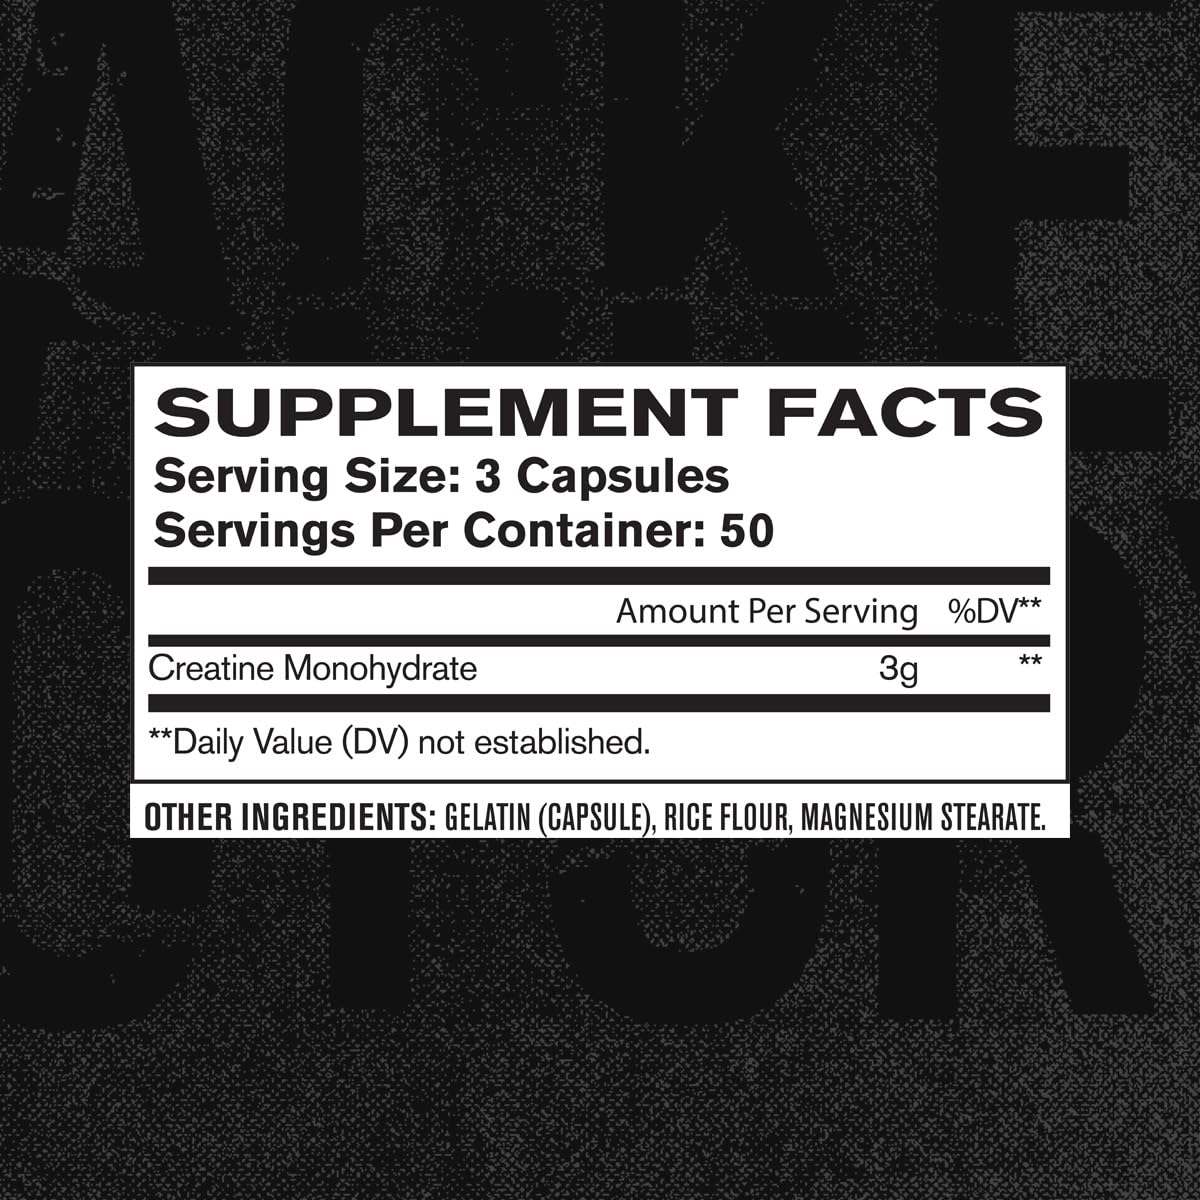 SUPPLEMENT FACTS
Serving Size: 3 Capsules
Servings Per Container: 50
Amount Per Serving %DV**
Creatine Monohydrate 3g **
**Daily Value (DV) not established.
OTHER INGREDIENTS: GELATIN (CAPSULE), RICE FLOUR, MAGNESIUM STEARATE.